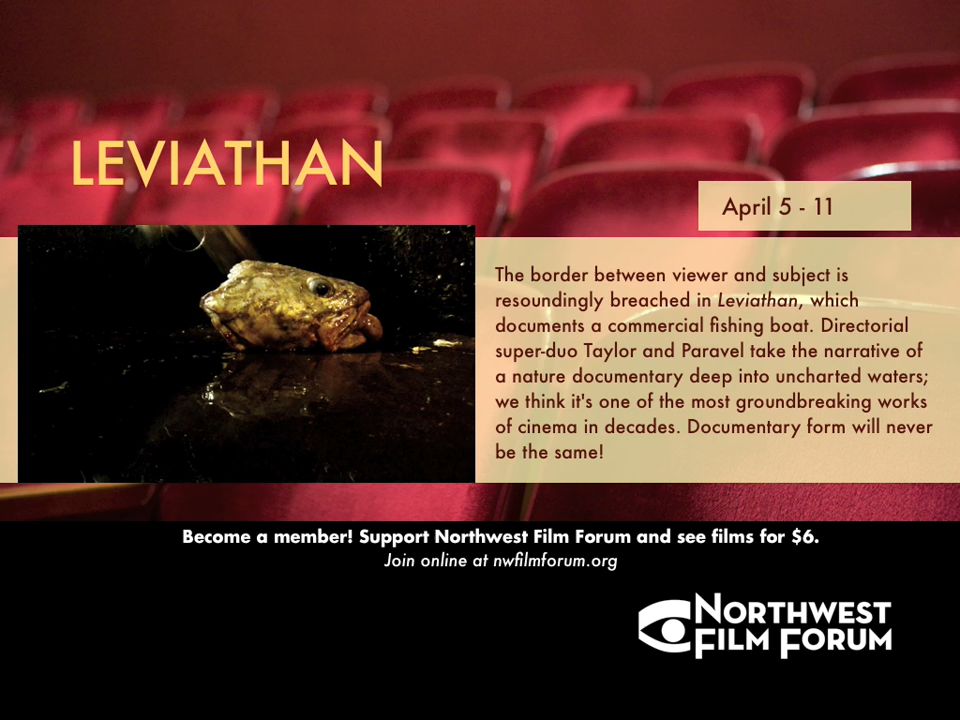 LEVIATHAN
April 5 - 11
The border between viewer and subject is
resoundingly breached in Leviathan, which
documents a commercial fishing boat. Directorial
super-duo Taylor and Paravel take the narrative of
a nature documentary deep into uncharted waters;
we think it's one of the most groundbreaking works
of cinema in decades. Documentary form will never
be the same!
Become a member! Support Northwest Film Forum and see films for $6.
Join online at nwfilmforum.org
NORTHWEST
FILM FORUM